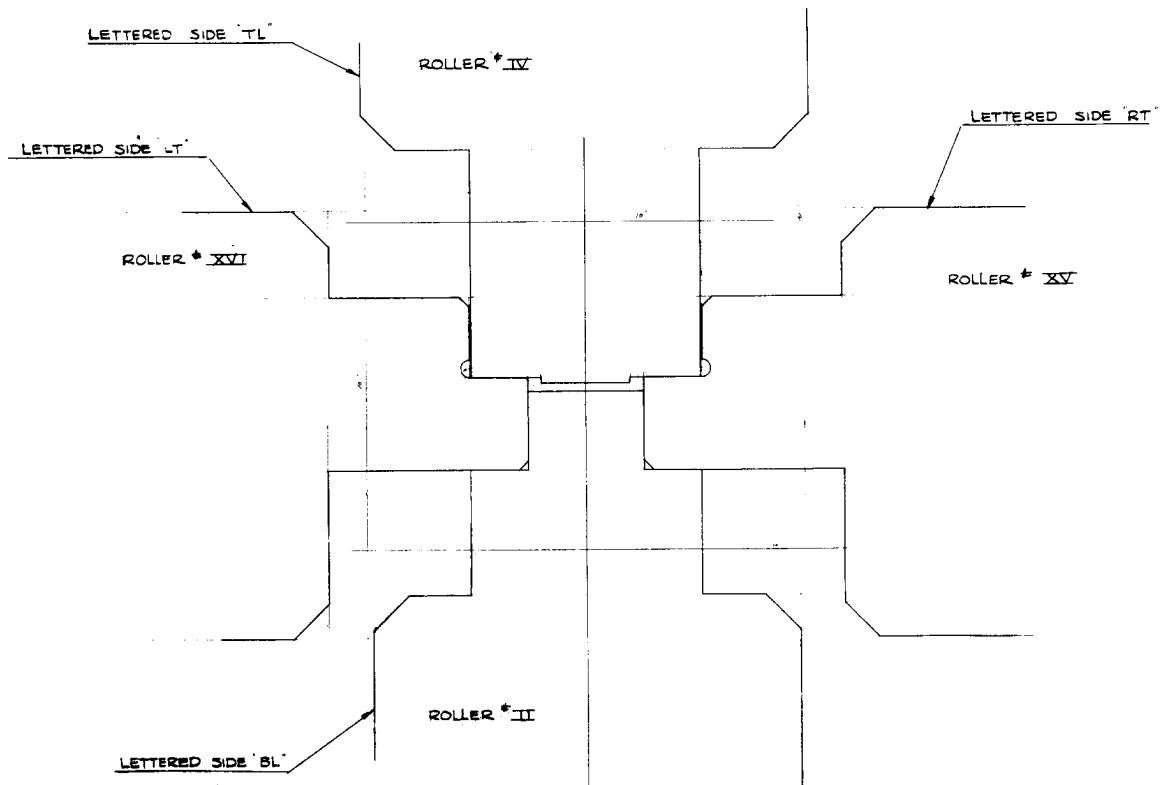 LETTERED SIDE "TL"
ROLLER # IV
LETTERED SIDE "RT"
LETTERED SIDE "LT"
ROLLER # XVI
ROLLER # XV
ROLLER # II
LETTERED SIDE "BL"